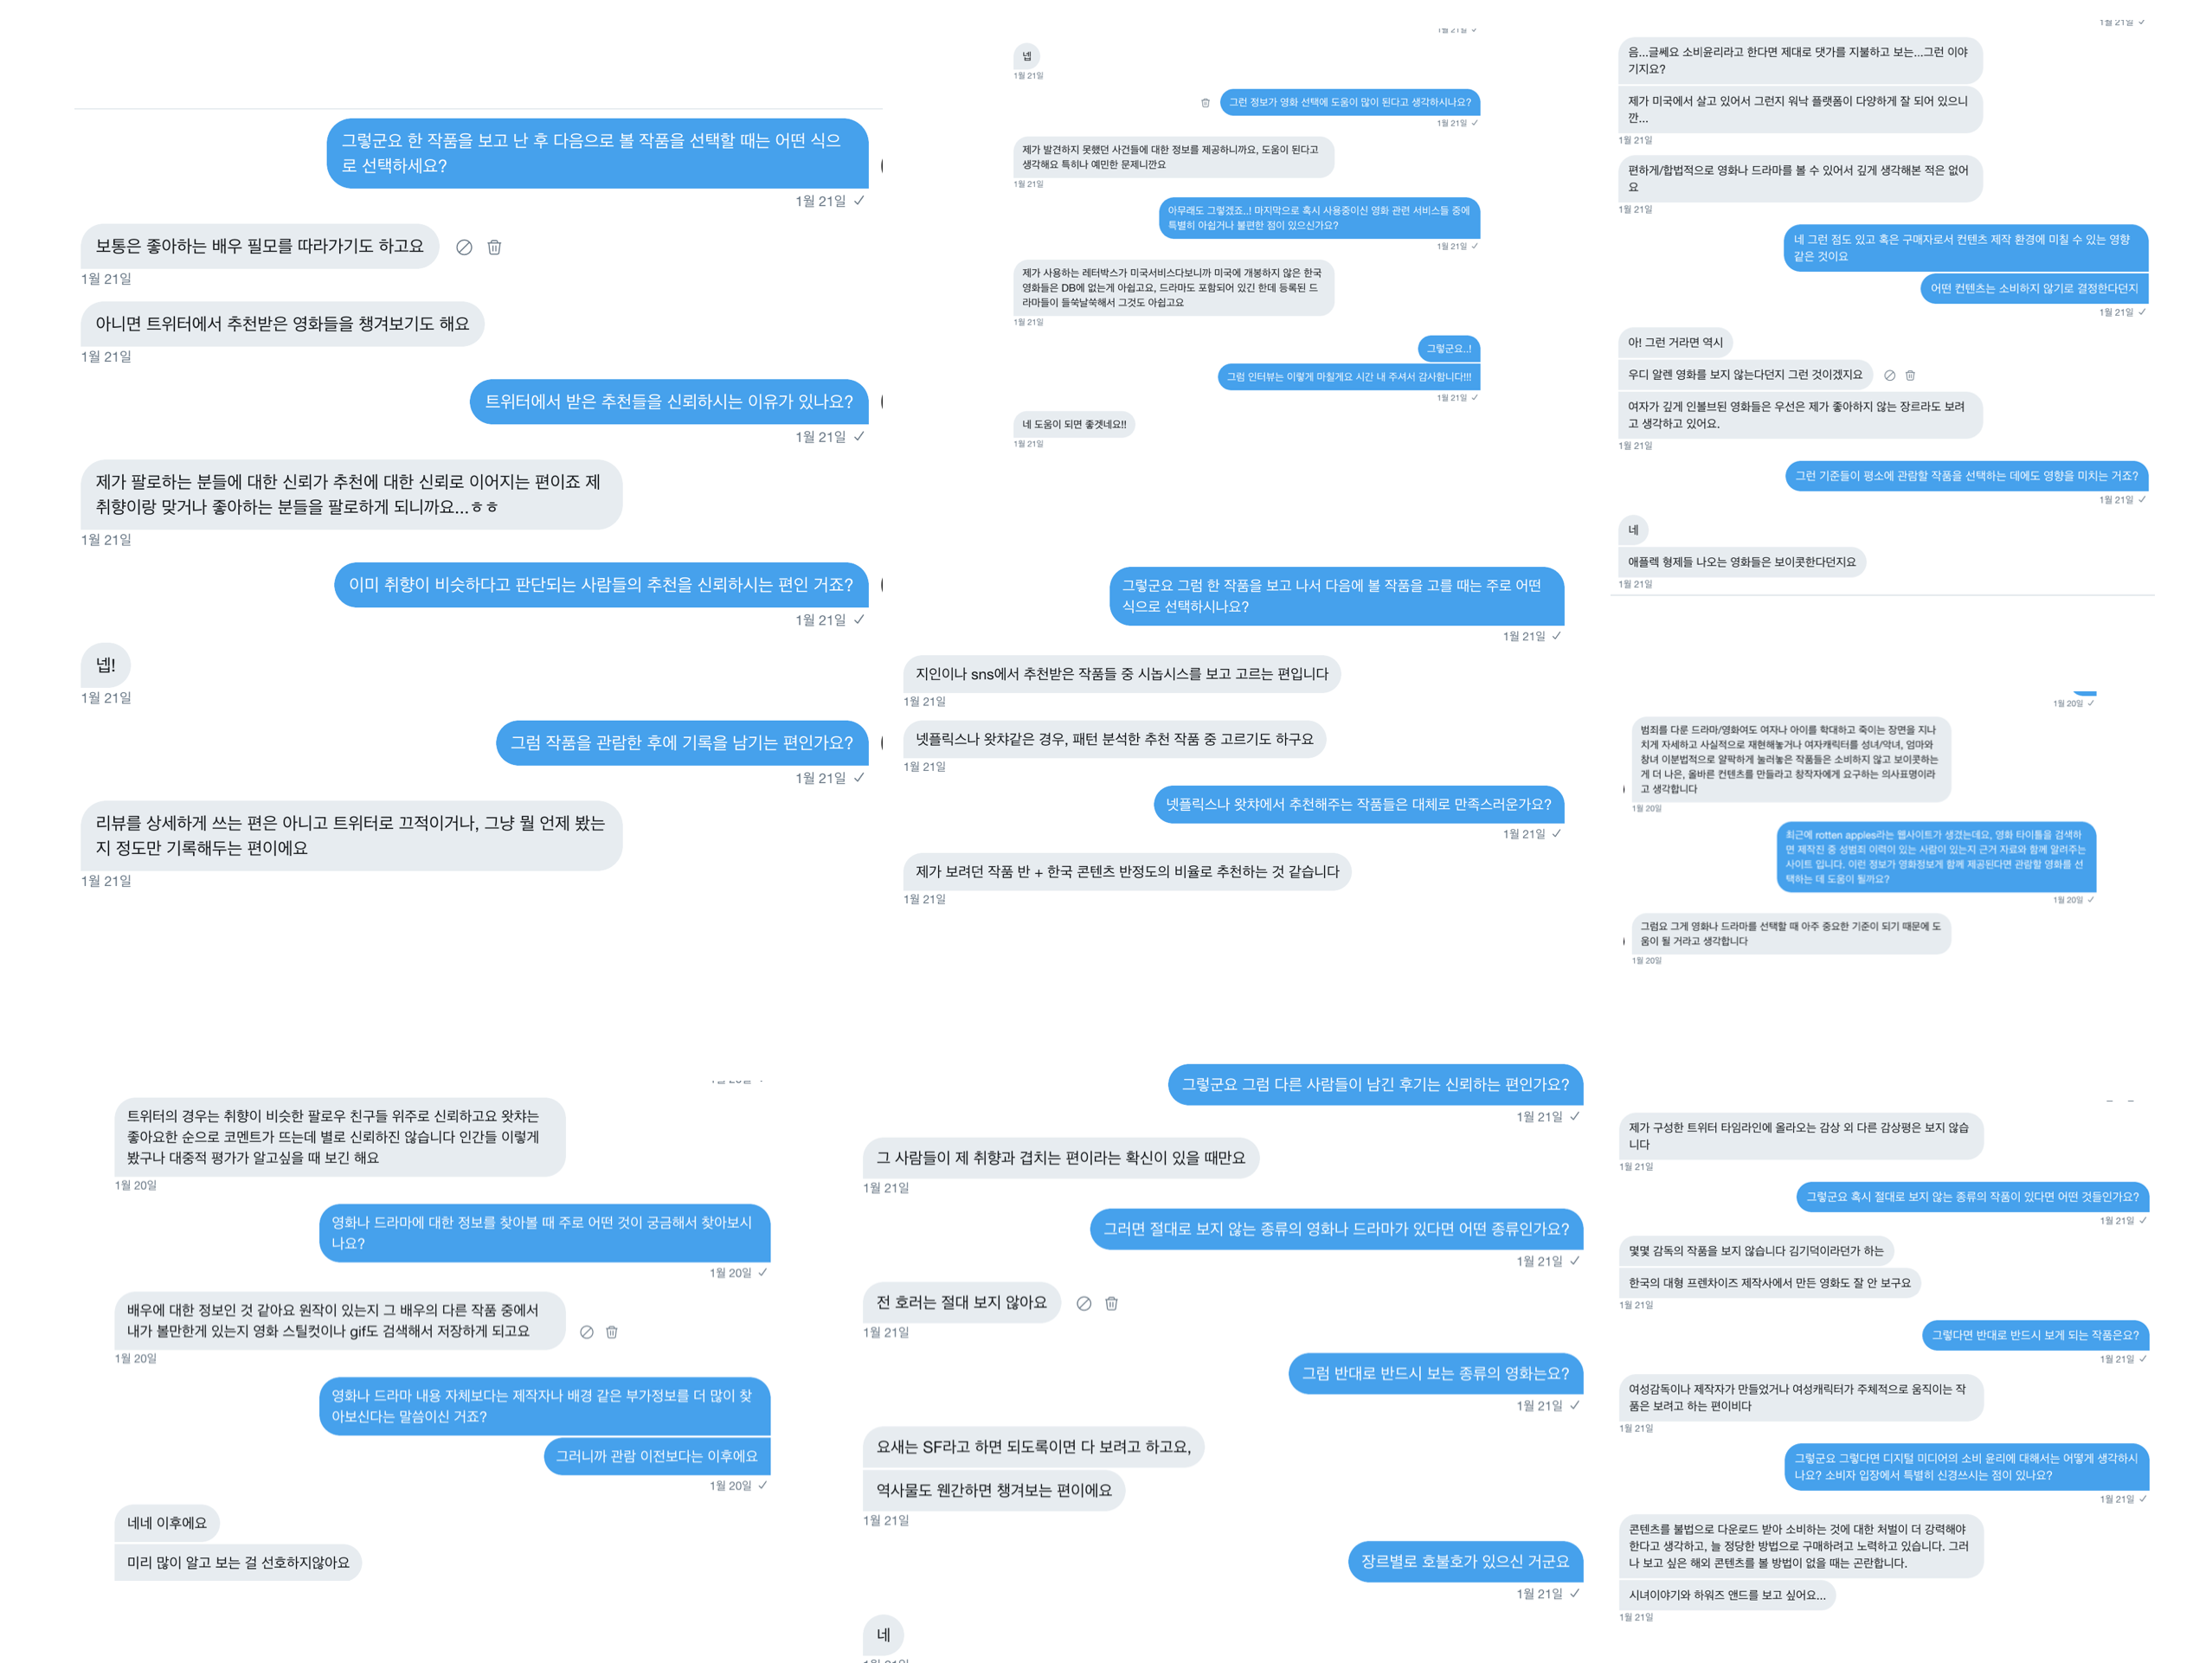 그렇군요 한 작품을 보고 난 후 다음으로 볼 작품을 선택할 때는 어떤 식으
로 선택하세요?
1월 21일
보통은 좋아하는 배우 필모를 따라가기도 하고요
1월 21일
아니면 트위터에서 추천받은 영화들을 챙겨보기도 해요
1월 21일
트위터에서 받은 추천들을 신뢰하시는 이유가 있나요?
1월 21일
제가 팔로하는 분들에 대한 신뢰가 추천에 대한 신뢰로 이어지는 편이죠 제
취향이랑 맞거나 좋아하는 분들을 팔로하게 되니까요...ㅎㅎ
1월 21일
이미 취향이 비슷하다고 판단되는 사람들의 추천을 신뢰하시는 편인 거죠?
1월 21일
넵!
1월 21일
그럼 작품을 관람한 후에 기록을 남기는 편인가요?
1월 21일
리뷰를 상세하게 쓰는 편은 아니고 트위터로 끄적이거나, 그냥 뭘 언제 봤는
지 정도만 기록해두는 편이에요
1월 21일
1월 21일
넵
1월 21일
그런 정보가 영화 선택에 도움이 많이 된다고 생각하시나요?
1월 21일
제가 발견하지 못했던 사건들에 대한 정보를 제공하니까요, 도움이 된다고
생각해요 특히나 예민한 문제니깐요
1월 21일
아무래도 그렇겠죠..! 마지막으로 혹시 사용중이신 영화 관련 서비스들 중에
특별히 아쉽거나 불편한 점이 있으신가요?
1월 21일
제가 사용하는 레터박스가 미국서비스다보니까 미국에 개봉하지 않은 한국
영화들은 DB에 없는게 아쉽고요, 드라마도 포함되어 있긴 한데 등록된 드
라마들이 들쑥날쑥해서 그것도 아쉽고요
1월 21일
그렇군요..!
그럼 인터뷰는 이렇게 마칠게요 시간 내 주셔서 감사합니다!!!
1월 21일
네 도움이 되면 좋겟네요!!
1월 21일
그렇군요 그럼 한 작품을 보고 나서 다음에 볼 작품을 고를 때는 주로 어떤
식으로 선택하시나요?
1월 21일
지인이나 sns에서 추천받은 작품들 중 시놉시스를 보고 고르는 편입니다
1월 21일
넷플릭스나 왓챠같은 경우, 패턴 분석한 추천 작품 중 고르기도 하구요
1월 21일
넷플릭스나 왓챠에서 추천해주는 작품들은 대체로 만족스러운가요?
1월 21일
제가 보려던 작품 반 + 한국 콘텐츠 반정도의 비율로 추천하는 것 같습니다
1월 21일
1월 21일
음...글쎄요 소비윤리라고 한다면 제대로 댓가를 지불하고 보는...그런 이야
기지요?
제가 미국에서 살고 있어서 그런지 워낙 플랫폼이 다양하게 잘 되어 있으니
깐...
1월 21일
편하게/합법적으로 영화나 드라마를 볼 수 있어서 깊게 생각해본 적은 없어
요
1월 21일
네 그런 점도 있고 혹은 구매자로서 컨텐츠 제작 환경에 미칠 수 있는 영향
같은 것이요
어떤 컨텐츠는 소비하지 않기로 결정한다던지
1월 21일
아! 그런 거라면 역시
우디 알렌 영화를 보지 않는다던지 그런 것이겠지요
여자가 깊게 인볼브된 영화들은 우선은 제가 좋아하지 않는 장르라도 보려
고 생각하고 있어요.
1월 21일
그런 기준들이 평소에 관람할 작품을 선택하는 데에도 영향을 미치는 거죠?
1월 21일
네
애플렉 형제들 나오는 영화들은 보이콧한다던지요
1월 21일
1월 20일
범죄를 다룬 드라마/영화여도 여자나 아이를 학대하고 죽이는 장면을 지나
치게 자세하고 사실적으로 재현해놓거나 여자캐릭터를 성녀/악녀, 엄마와
창녀 이분법적으로 얄팍하게 눌러놓은 작품들은 소비하지 않고 보이콧하는
게 더 나은, 올바른 컨텐츠를 만들라고 창작자에게 요구하는 의사표명이라
고 생각합니다
1월 20일
최근에 rotten apples라는 웹사이트가 생겼는데요, 영화 타이틀을 검색하
면 제작진 중 성범죄 이력이 있는 사람이 있는지 근거 자료와 함께 알려주는
사이트 입니다. 이런 정보가 영화정보게 함께 제공된다면 관람할 영화를 선
택하는 데 도움이 될까요?
1월 20일
그럼요 그게 영화나 드라마를 선택할 때 아주 중요한 기준이 되기 때문에 도
움이 될 거라고 생각합니다
1월 20일
트위터의 경우는 취향이 비슷한 팔로우 친구들 위주로 신뢰하고요 왓챠는
좋아요한 순으로 코멘트가 뜨는데 별로 신뢰하진 않습니다 인간들 이렇게
봤구나 대중적 평가가 알고싶을 때 보긴 해요
1월 20일
영화나 드라마에 대한 정보를 찾아볼 때 주로 어떤 것이 궁금해서 찾아보시
나요?
1월 20일
배우에 대한 정보인 것 같아요 원작이 있는지 그 배우의 다른 작품 중에서
내가 볼만한게 있는지 영화 스틸컷이나 gif도 검색해서 저장하게 되고요
1월 20일
영화나 드라마 내용 자체보다는 제작자나 배경 같은 부가정보를 더 많이 찾
아보신다는 말씀이신 거죠?
그러니까 관람 이전보다는 이후에요
1월 20일
네네 이후에요
미리 많이 알고 보는 걸 선호하지않아요
그렇군요 그럼 다른 사람들이 남긴 후기는 신뢰하는 편인가요?
1월 21일
그 사람들이 제 취향과 겹치는 편이라는 확신이 있을 때만요
1월 21일
그러면 절대로 보지 않는 종류의 영화나 드라마가 있다면 어떤 종류인가요?
1월 21일
전 호러는 절대 보지 않아요
1월 21일
그럼 반대로 반드시 보는 종류의 영화는요?
1월 21일
요새는 SF라고 하면 되도록이면 다 보려고 하고요,
역사물도 웬간하면 챙겨보는 편이에요
1월 21일
장르별로 호불호가 있으신 거군요
1월 21일
네
제가 구성한 트위터 타임라인에 올라오는 감상 외 다른 감상평은 보지 않습
니다
1월 21일
그렇군요 혹시 절대로 보지 않는 종류의 작품이 있다면 어떤 것들인가요?
1월 21일
몇몇 감독의 작품을 보지 않습니다 김기덕이라던가 하는
한국의 대형 프렌차이즈 제작사에서 만든 영화도 잘 안 보구요
1월 21일
그렇다면 반대로 반드시 보게 되는 작품은요?
1월 21일
여성감독이나 제작자가 만들었거나 여성캐릭터가 주체적으로 움직이는 작
품은 보려고 하는 편이비다
1월 21일
그렇군요 그렇다면 디지털 미디어의 소비 윤리에 대해서는 어떻게 생각하시
나요? 소비자 입장에서 특별히 신경쓰시는 점이 있나요?
1월 21일
콘텐츠를 불법으로 다운로드 받아 소비하는 것에 대한 처벌이 더 강력해야
한다고 생각하고, 늘 정당한 방법으로 구매하려고 노력하고 있습니다. 그러
나 보고 싶은 해외 콘텐츠를 볼 방법이 없을 때는 곤란합니다.
시녀이야기와 하워즈 앤드를 보고 싶어요...
1월 21일